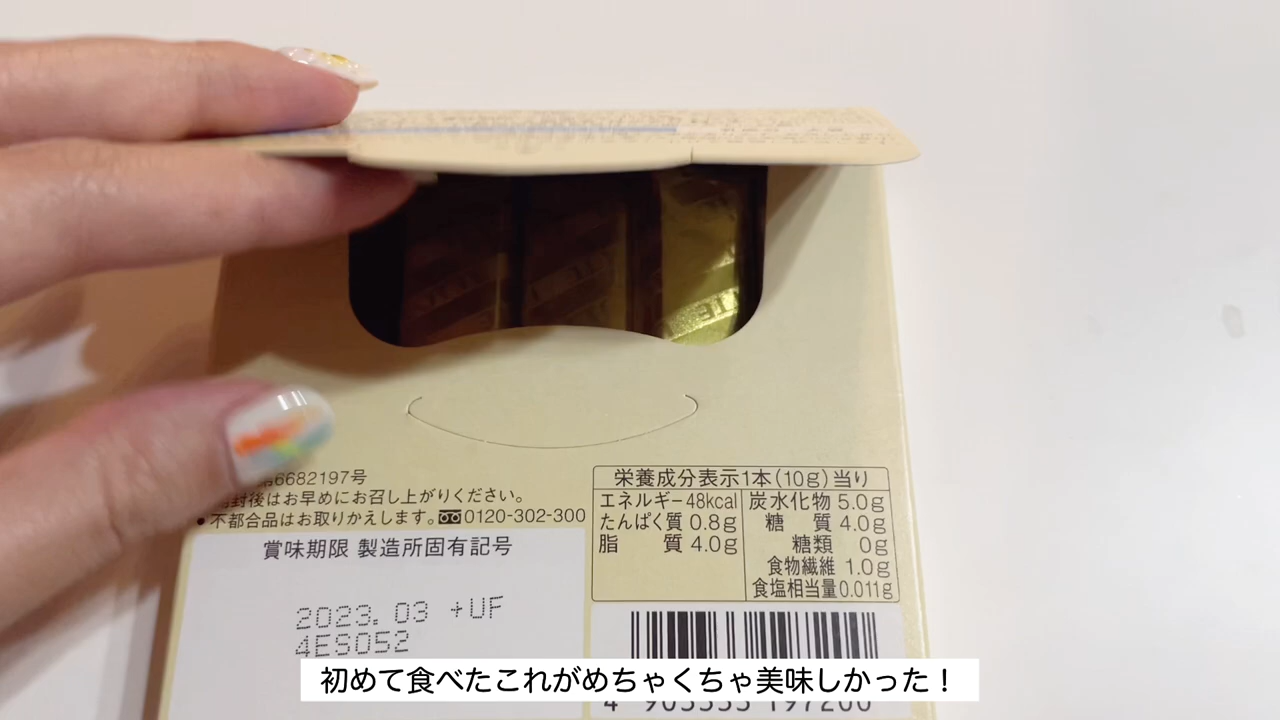 6682197号
封後はお早めにお召し上がりください。
●不都合品はお取りかえします。0120-302-300
賞味期限 製造所固有記号
2023.03 +UF
4ES052
栄養成分表示1本(10g)当り
エネルギー48kcal
たんぱく質 0.8g
脂 質 4.0g
炭水化物 5.0g
糖 質 4.0g
糖類 0g
食物繊維 1.0g
食塩相当量0.011g
初めて食べたこれがめちゃくちゃ美味しかった！